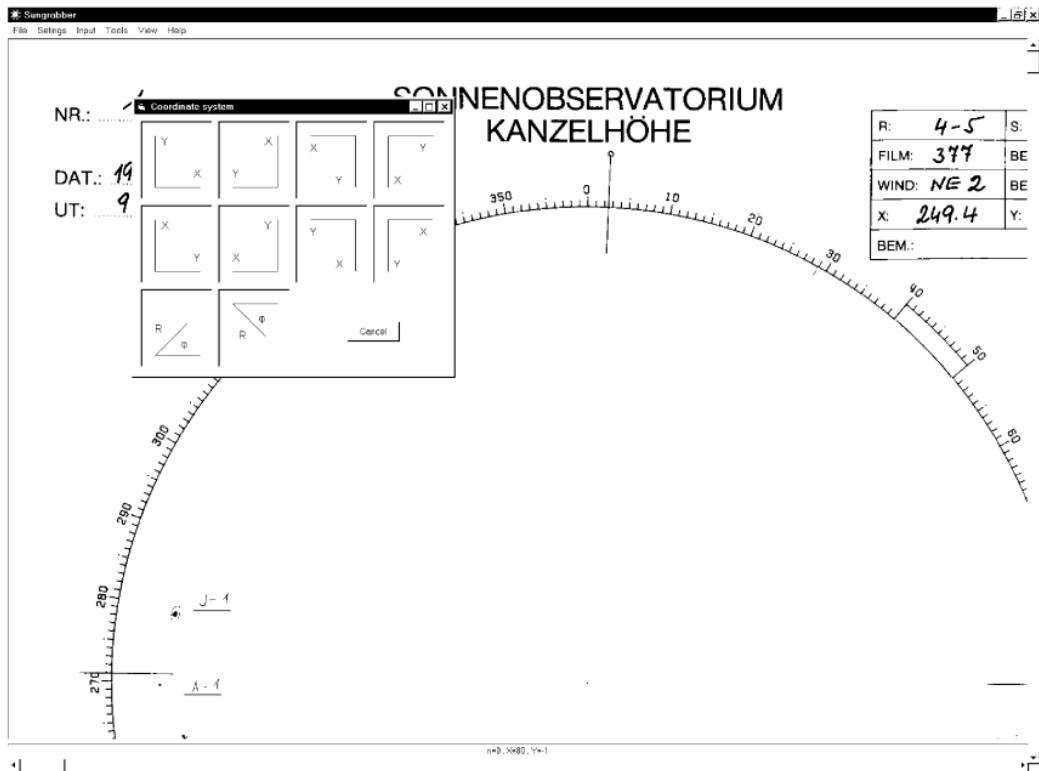 Sungrabber
File Setings Input Tools View Help
SONNENOBSERVATORIUM
KANZELHÖHE
NR.:
DAT.: 19
UT: 9
Coordinate system
Y X X Y
X Y Y X
X Y Y X
Y X X Y
R φ
φ R
Cancel
R: 4-5 S:
FILM: 377 BE
WIND: NE 2 BE
X: 249.4 Y:
BEM.:
350 0 10 20 30 40 50 60
300
290
280
270
J-1
A-1
n=0, X=80, Y=-1